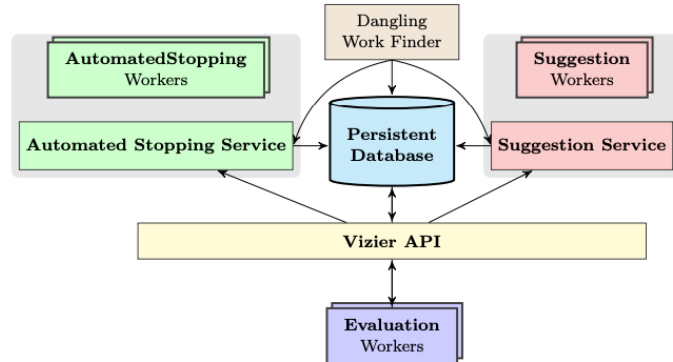 Dangling
Work Finder
AutomatedStopping
Workers
Suggestion
Workers
Automated Stopping Service
Persistent
Database
Suggestion Service
Vizier API
Evaluation
Workers